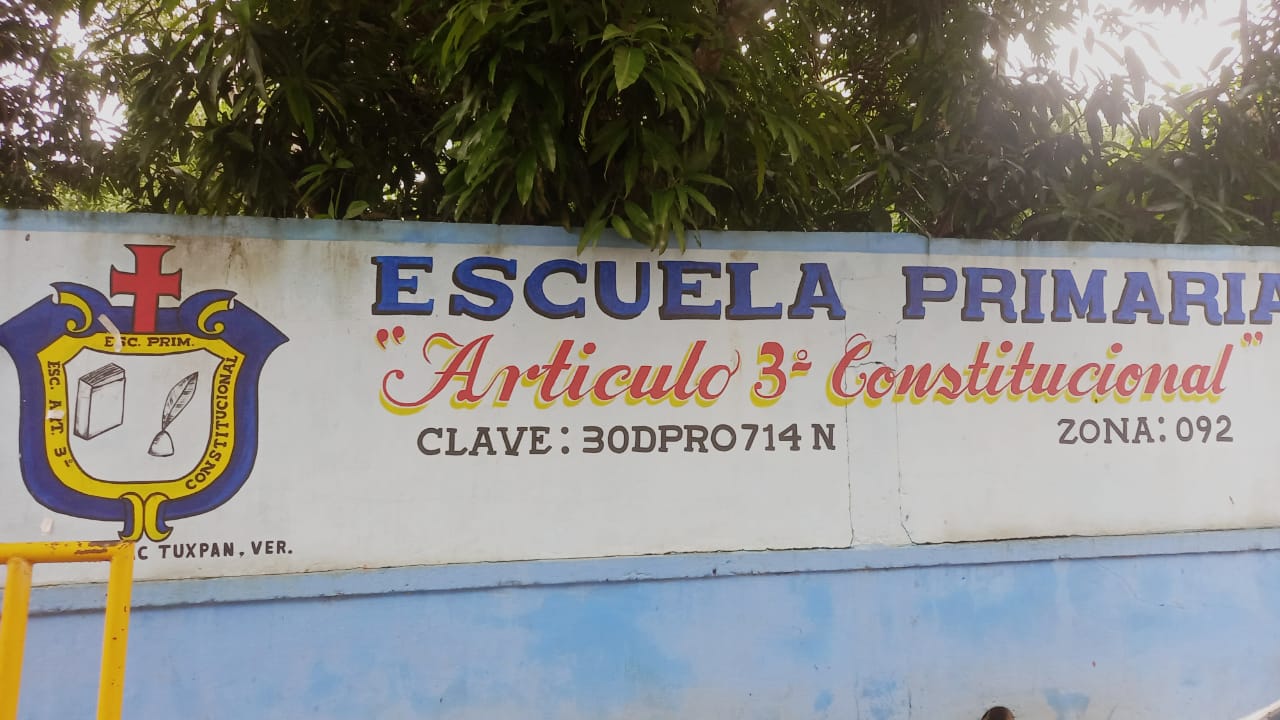 ESCUELA PRIMARIA
"Articulo 3º Constitucional"
CLAVE: 30DPR0714N
ZONA: 092
ESC. PRIM.
ESC. ART. 3º
CONSTITUCIONAL
TUXPAN, VER.